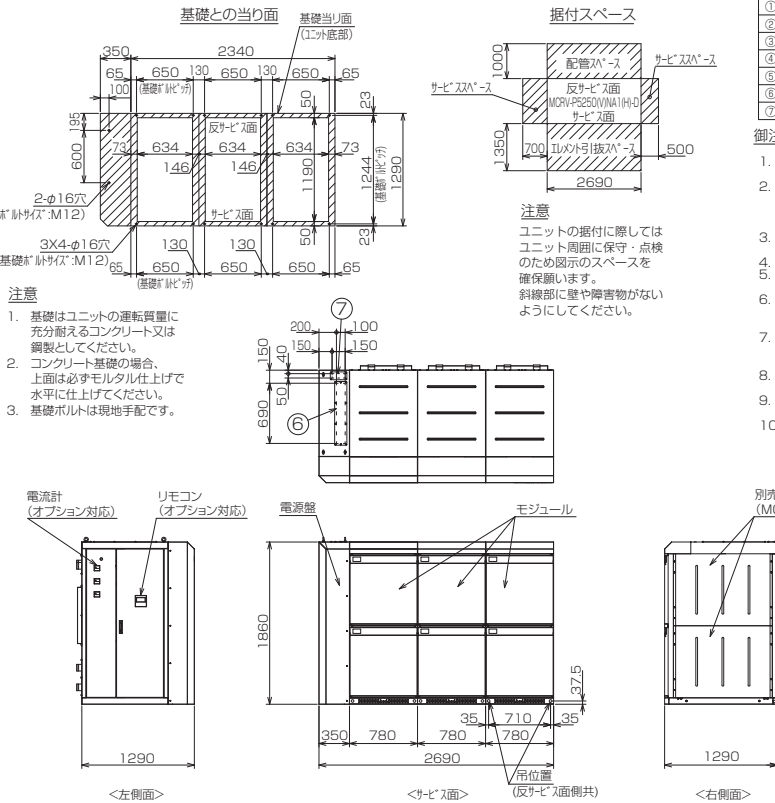 基礎との当り面
基礎当り面
(ユニット底部)
350
2340
65
650
130
650
130
650
65
100
(基礎ボルトピッチ)
50
23
195
反サービス面
600
73
634
634
634
73
146
146
1190
1244
(基礎ボルトピッチ)
1290
2-φ16穴
ボルトサイズ:M12)
サービス面
3X4-φ16穴
基礎ボルトサイズ:M12)
50
23
130
130
65
650
650
650
65
(基礎ボルトピッチ)
注意
1. 基礎はユニットの運転質量に
充分耐えるコンクリート又は
鋼製としてください。
2. コンクリート基礎の場合、
上面は必ずモルタル仕上げで
水平に仕上げてください。
3. 基礎ボルトは現地手配です。
据付スペース
1000
配管スペース
サービススペース
サービススペース
反サービス面
MCRV-P5250(V)NA1(H)-D
サービス面
1350
700
エレメント引抜スペース
500
2690
注意
ユニットの据付に際しては
ユニット周囲に保守・点検
のため図示のスペースを
確保願います。
斜線部に壁や障害物がない
ようにしてください。
①
②
③
④
⑤
⑥
⑦
御注
1.
2.
3.
4.
5.
6.
7.
8.
9.
10
⑦
200
100
150
150
150
40
50
690
⑥
電流計
(オプション対応)
リモコン
(オプション対応)
1290
<左側面>
電源盤
モジュール
1860
37.5
35
710
35
350
780
780
780
2690
吊位置
(反サービス面側共)
<サービス面>
別売
(MC
1290
<右側面>